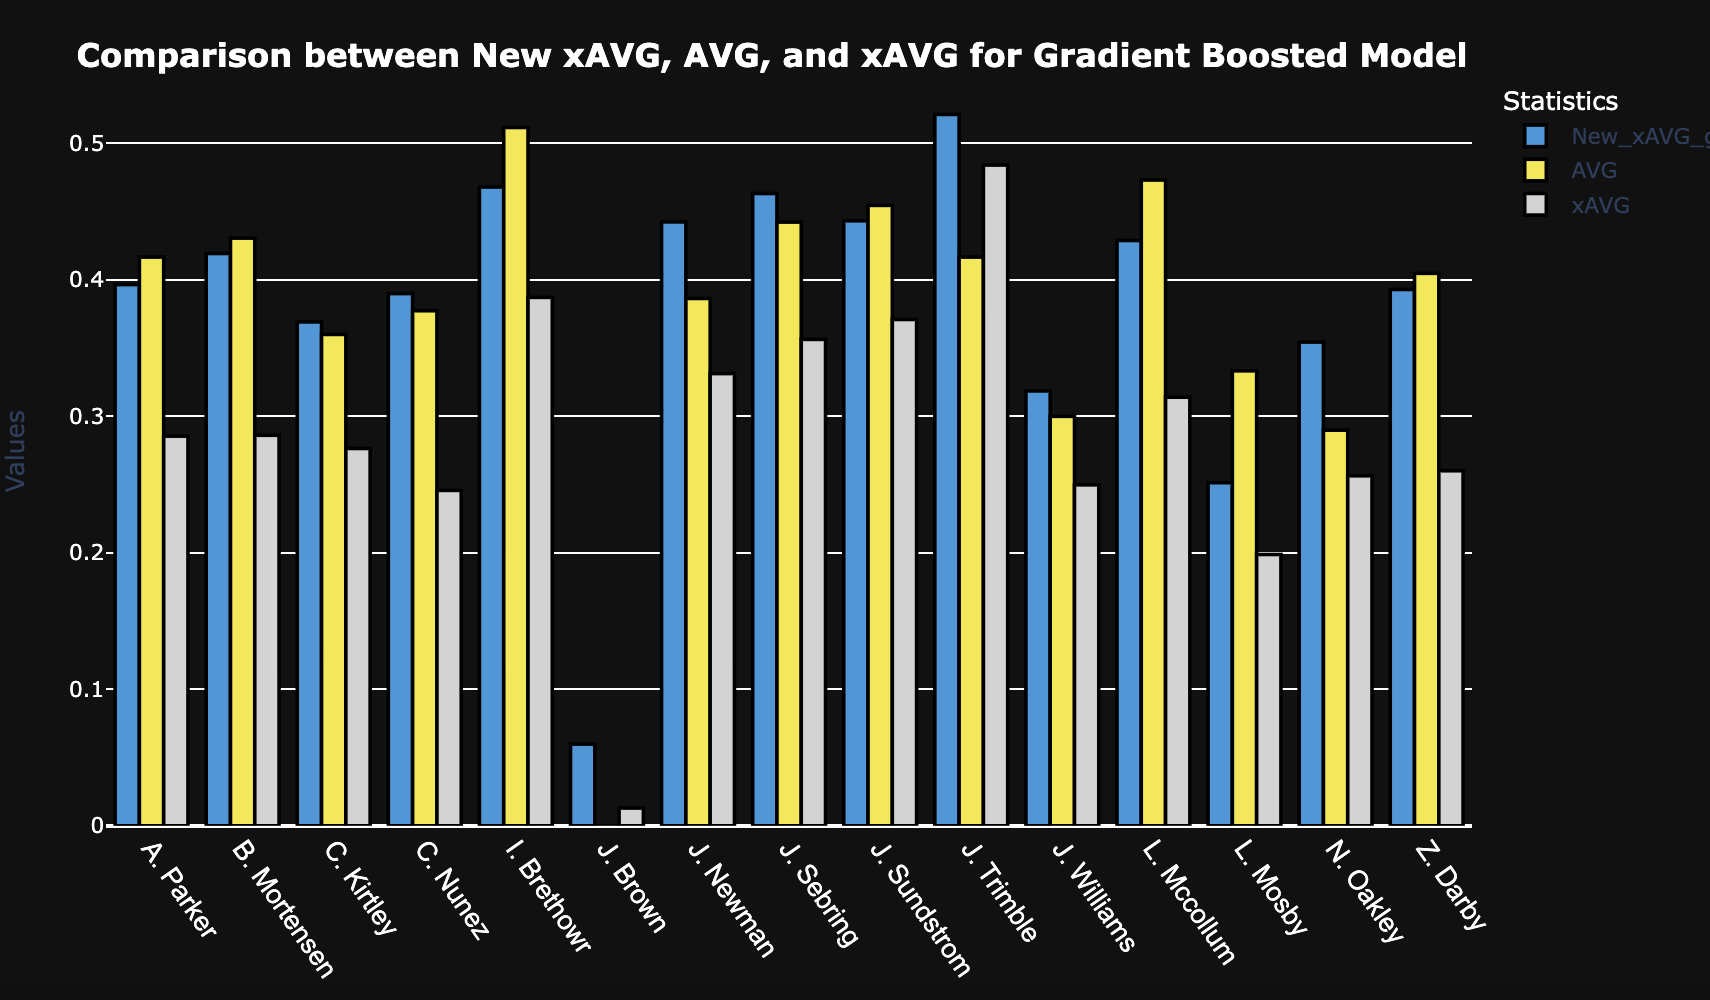 Comparison between New xAVG, AVG, and xAVG for Gradient Boosted Model
Statistics
New_xAVG_g
AVG
xAVG
Values
0.5
0.4
0.3
0.2
0.1
0
A. Parker
B. Mortensen
C. Kirtley
C. Nunez
I. Brethowr
J. Brown
J. Newman
J. Sebring
J. Sundstrom
J. Trimble
J. Williams
L. Mccollum
L. Mosby
N. Oakley
Z. Darby